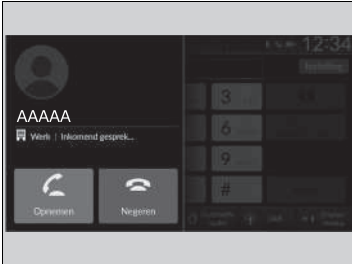 12:34
AAAAA
Werk | Inkomend gesprek...
3
6
9
#
Opnemen
Negeren